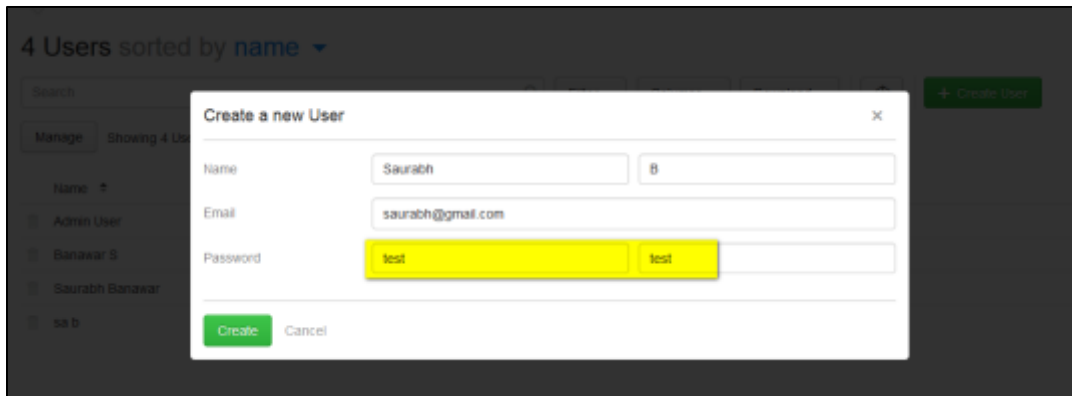 4 Users sorted by name
Search
+ Create User
Manage Showing 4 Use
Name
Admin User
Banawar S
Saurabh Banawar
sa b
Create a new User ×
Name Saurabh B
Email saurabh@gmail.com
Password test test
Create Cancel